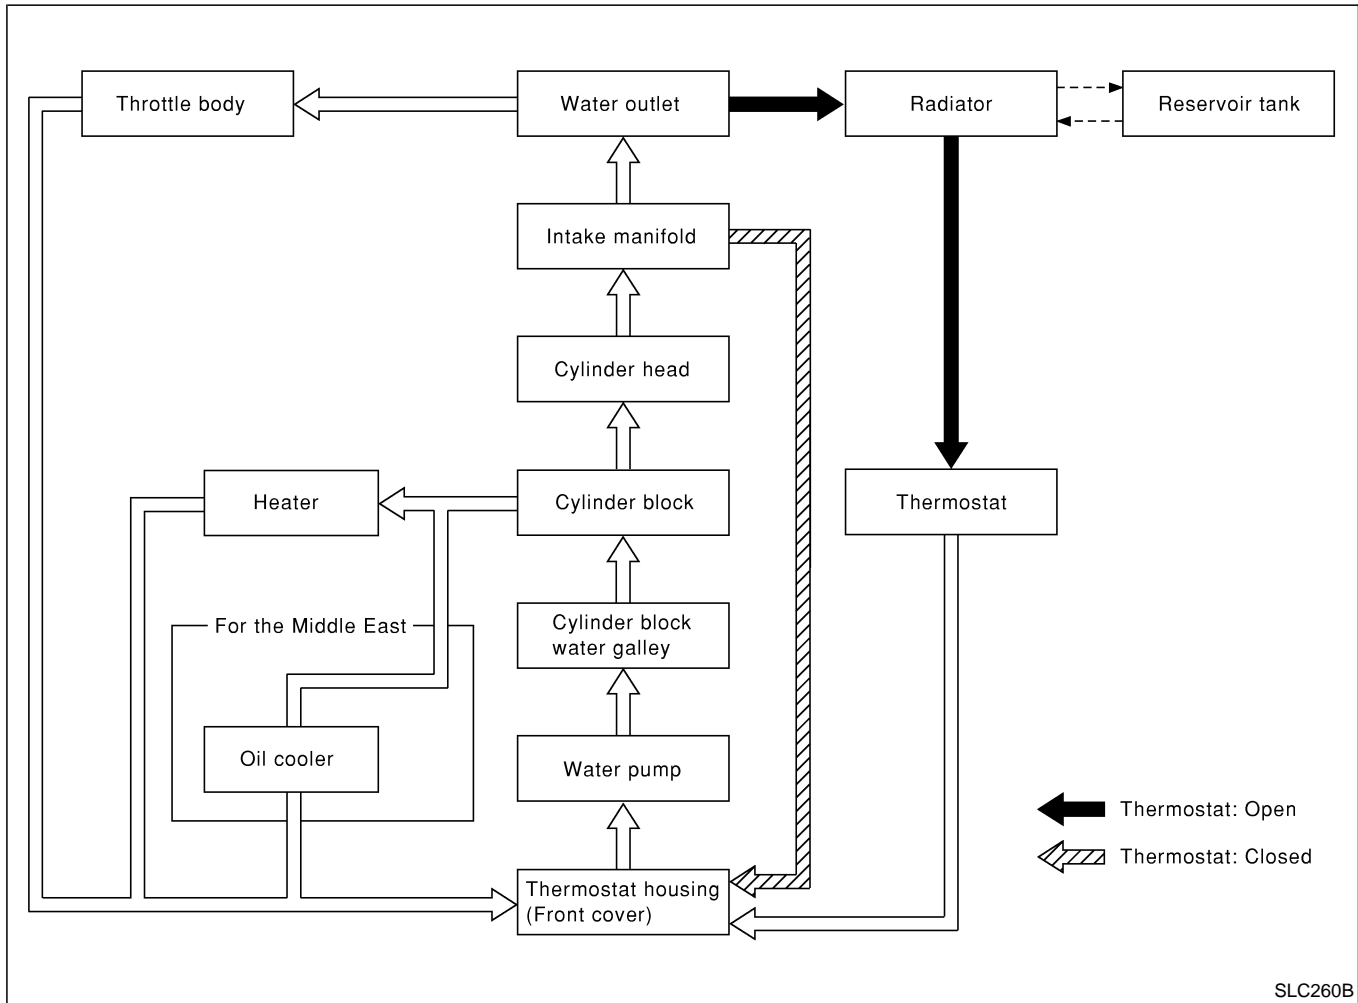 Throttle body
Water outlet
Radiator
Reservoir tank
Intake manifold
Cylinder head
Heater
Cylinder block
Thermostat
For the Middle East
Cylinder block
water galley
Oil cooler
Water pump
Thermostat: Open
Thermostat: Closed
Thermostat housing
(Front cover)
SLC260B